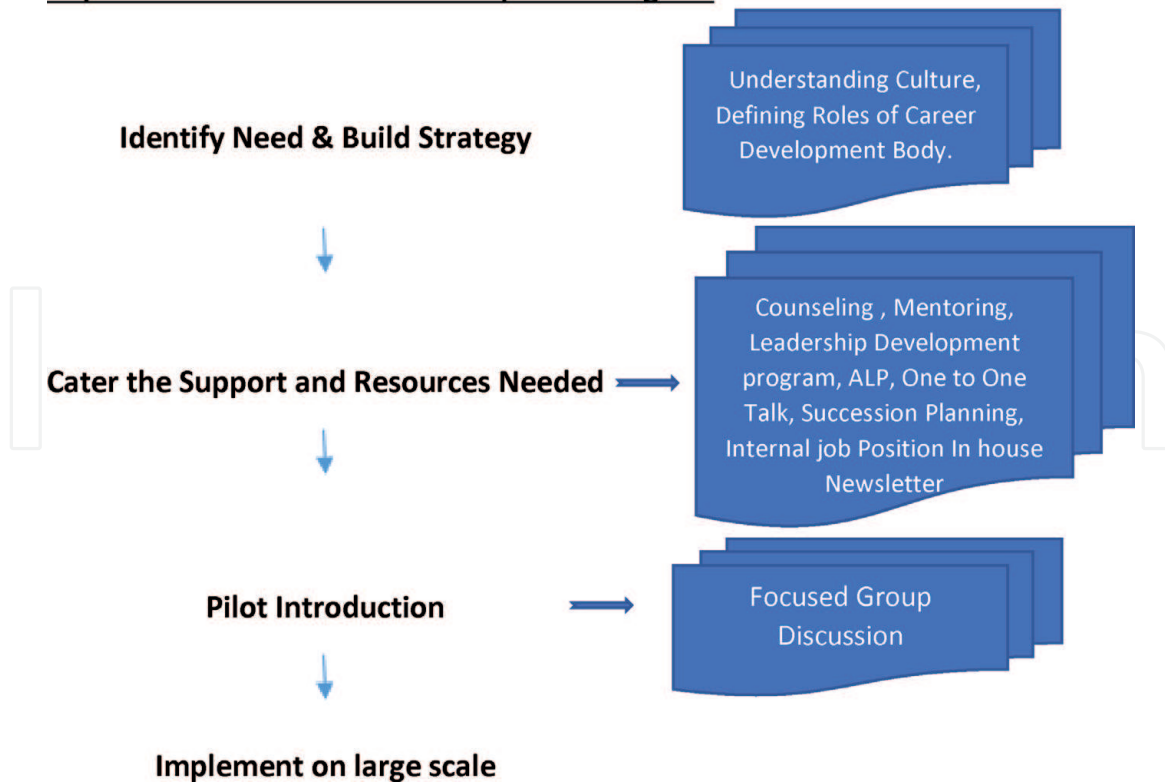 Understanding Culture,
Defining Roles of Career
Development Body.
Identify Need & Build Strategy
Counseling , Mentoring,
Leadership Development
program, ALP, One to One
Talk, Succession Planning,
Internal job Position In house
Newsletter
Cater the Support and Resources Needed
Focused Group
Discussion
Pilot Introduction
Implement on large scale